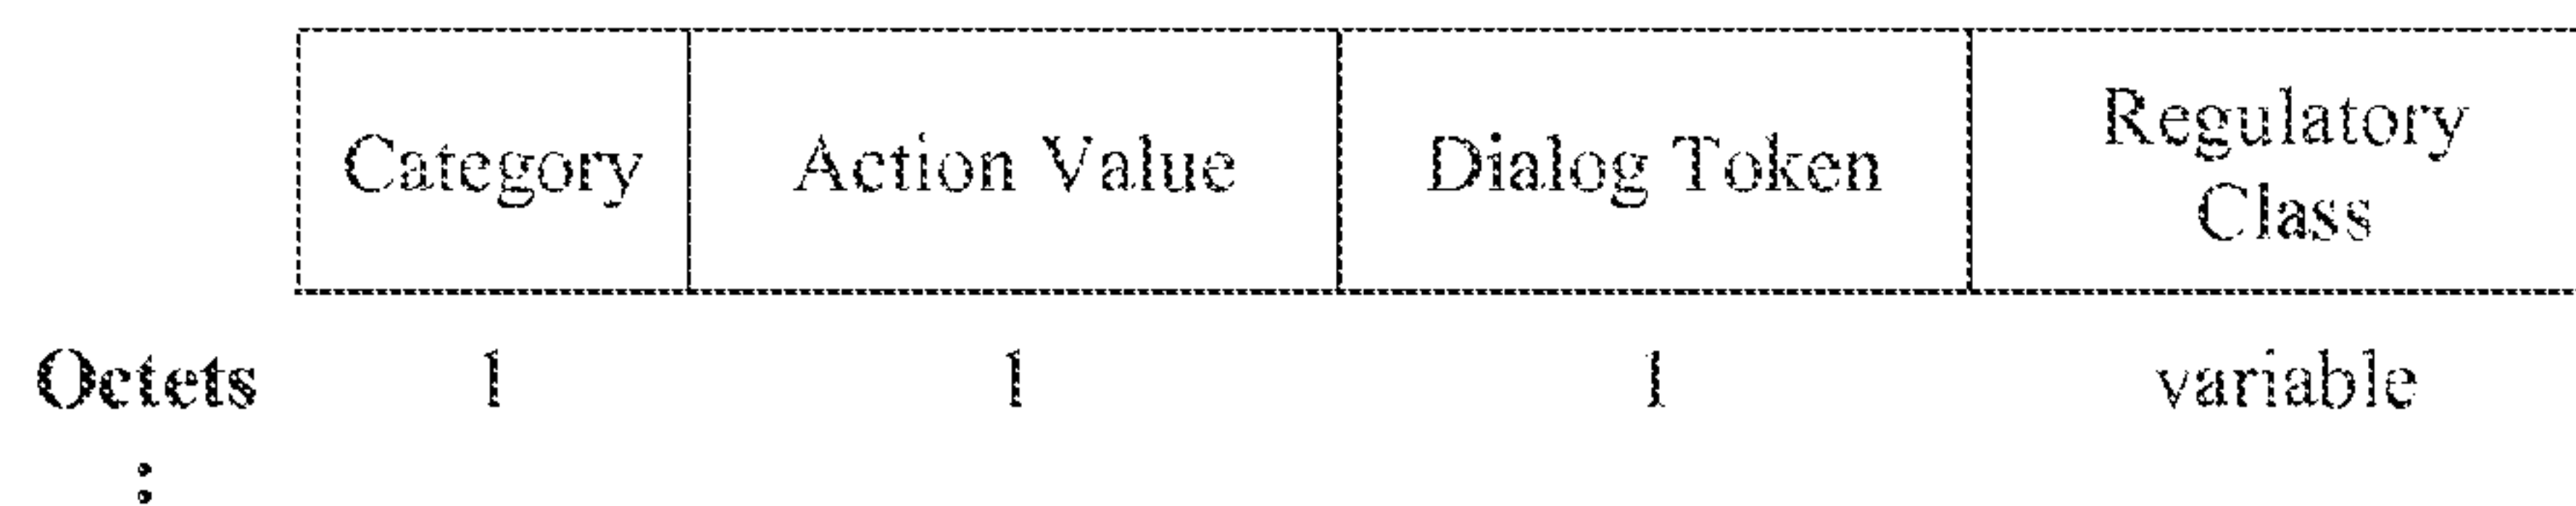 Category Action Value Dialog Token Regulatory
Class
Octets 1 1 1 variable
: